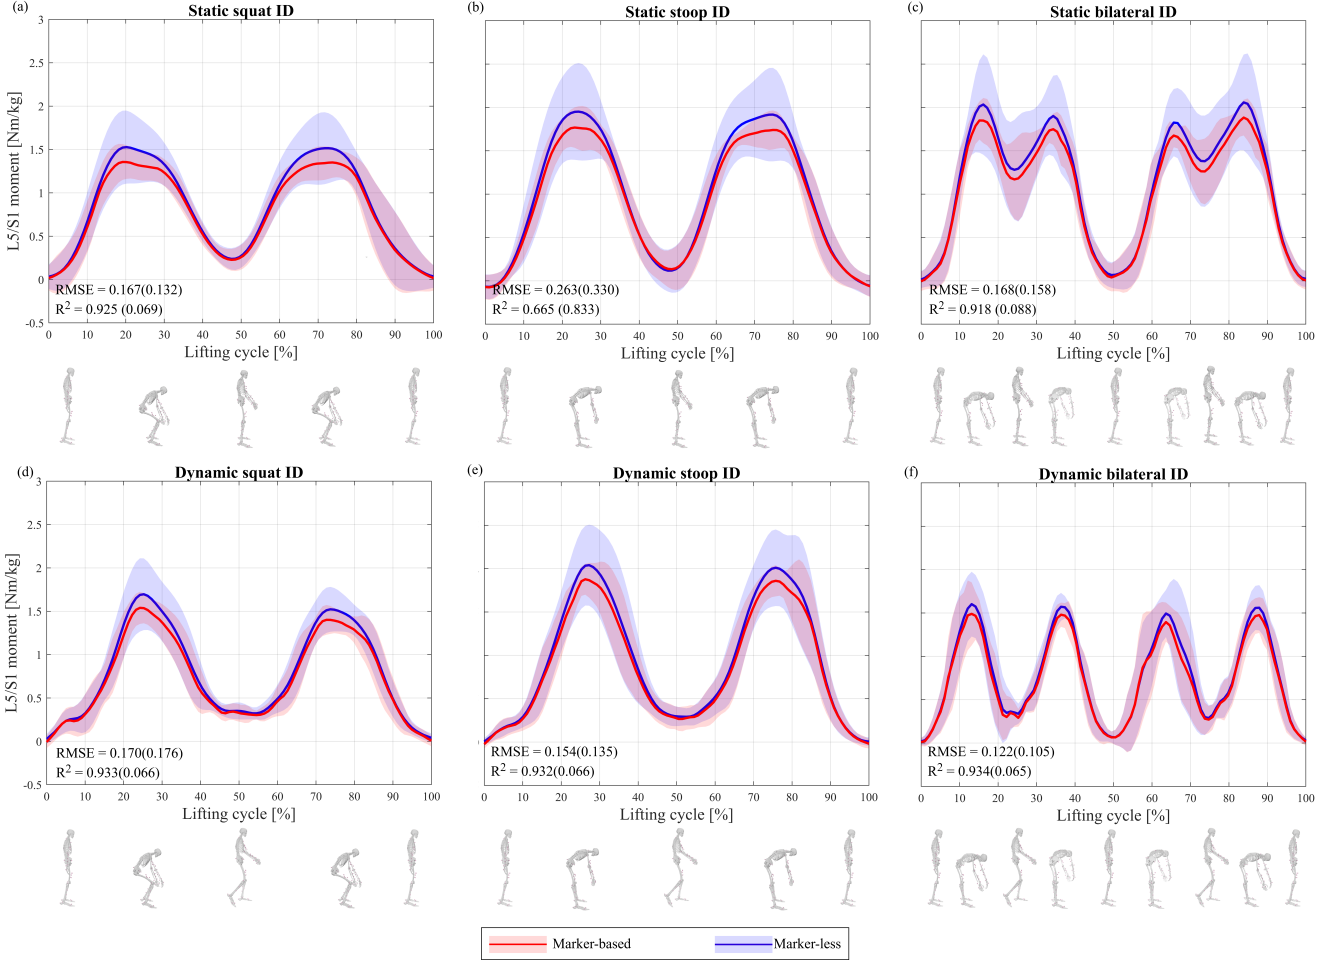 (a)
Static squat ID
(b)
Static stoop ID
(c)
Static bilateral ID
3
2.5
2
1.5
1
0.5
0
-0.5
L5/S1 moment [Nm/kg]
RMSE = 0.167(0.132)
R2 = 0.925 (0.069)
RMSE = 0.263(0.330)
R2 = 0.665 (0.833)
RMSE = 0.168(0.158)
R2 = 0.918 (0.088)
0 10 20 30 40 50 60 70 80 90 100
0 10 20 30 40 50 60 70 80 90 100
0 10 20 30 40 50 60 70 80 90 100
Lifting cycle [%]
Lifting cycle [%]
Lifting cycle [%]
(d)
Dynamic squat ID
(e)
Dynamic stoop ID
(f)
Dynamic bilateral ID
3
2.5
2
1.5
1
0.5
0
-0.5
L5/S1 moment [Nm/kg]
RMSE = 0.170(0.176)
R2 = 0.933(0.066)
RMSE = 0.154(0.135)
R2 = 0.932(0.066)
RMSE = 0.122(0.105)
R2 = 0.934(0.065)
0 10 20 30 40 50 60 70 80 90 100
0 10 20 30 40 50 60 70 80 90 100
0 10 20 30 40 50 60 70 80 90 100
Lifting cycle [%]
Lifting cycle [%]
Lifting cycle [%]
Marker-based
Marker-less